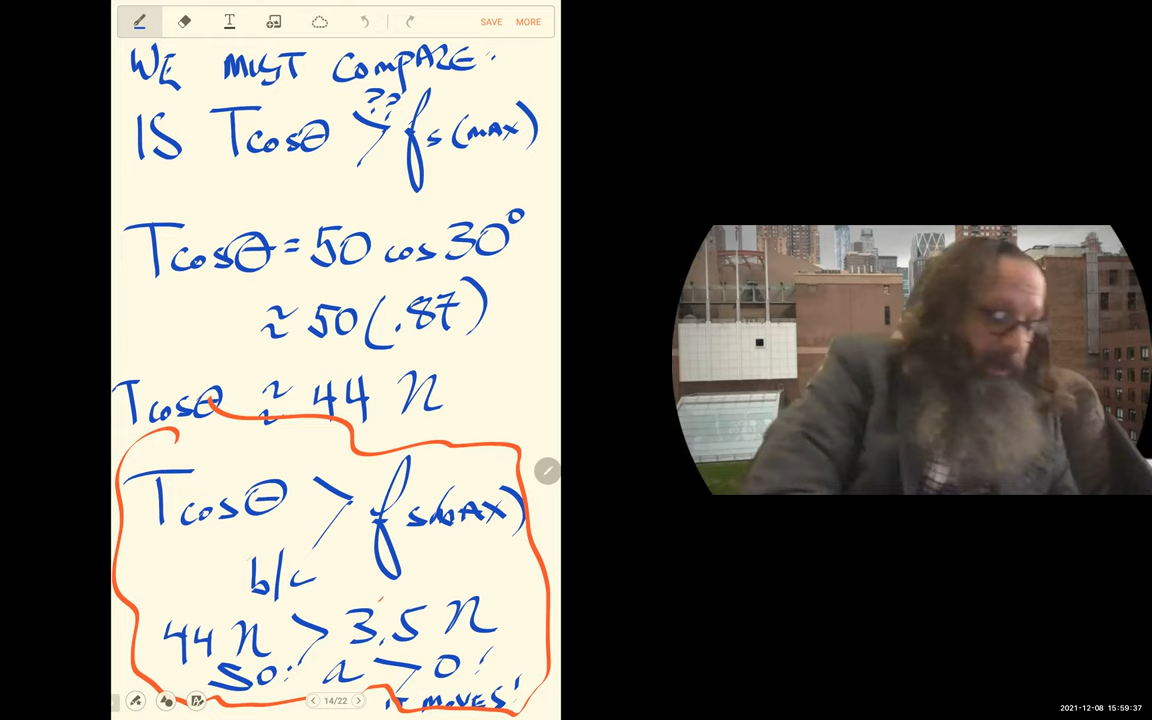 SAVE MORE
WE MUST COMPARE:
??
IS Tcosθ > fs(MAX)
Tcosθ = 50 cos 30°
≈ 50(.87)
Tcosθ ≈ 44 N
Tcosθ > fs(MAX)
b/c
44 N > 3.5 N
SO: a > 0!
IT MOVES!
14/22
2021-12-08 15:59:37